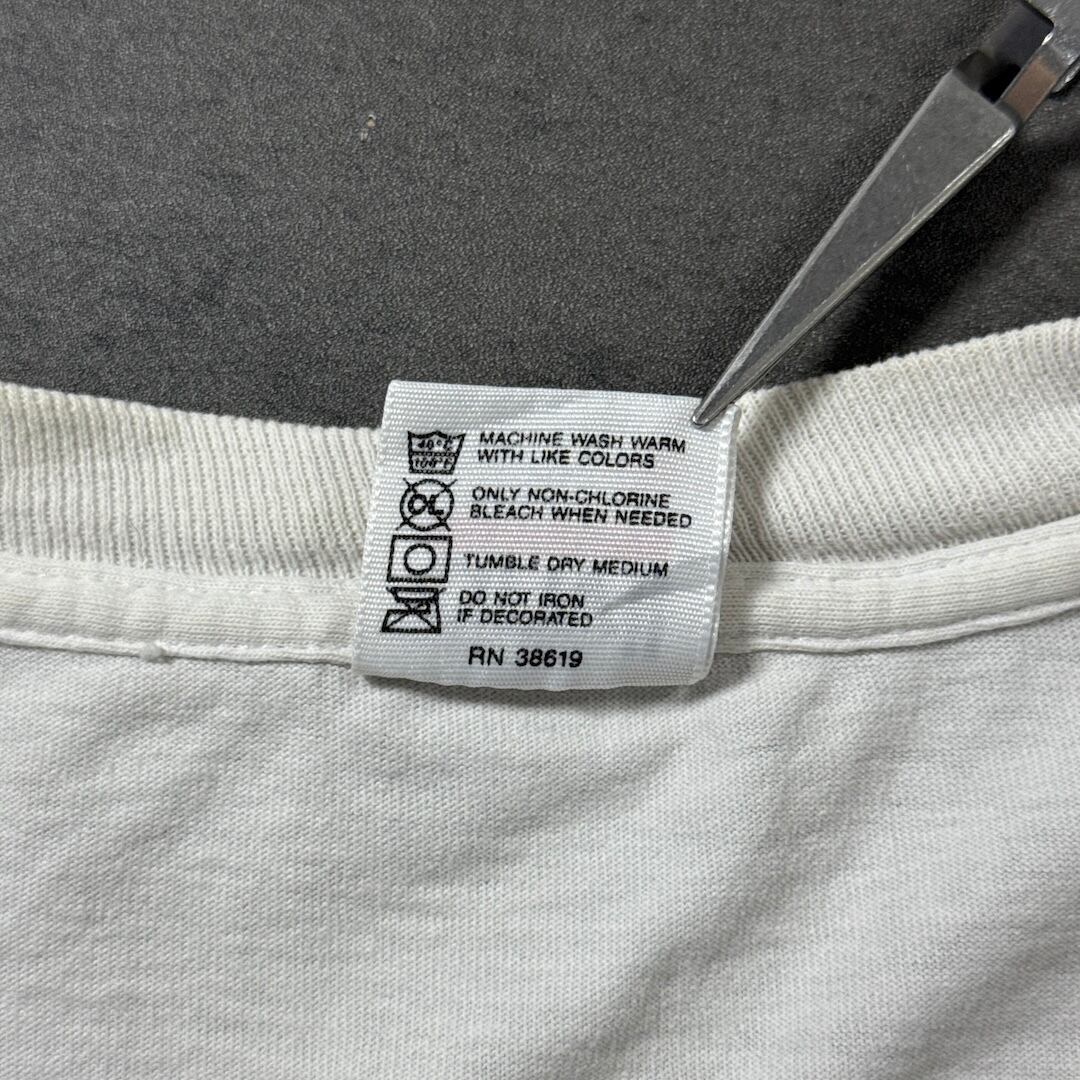 40°C
100°F
MACHINE WASH WARM
WITH LIKE COLORS
ONLY NON-CHLORINE
BLEACH WHEN NEEDED
TUMBLE DRY MEDIUM
DO NOT IRON
IF DECORATED
RN 38619